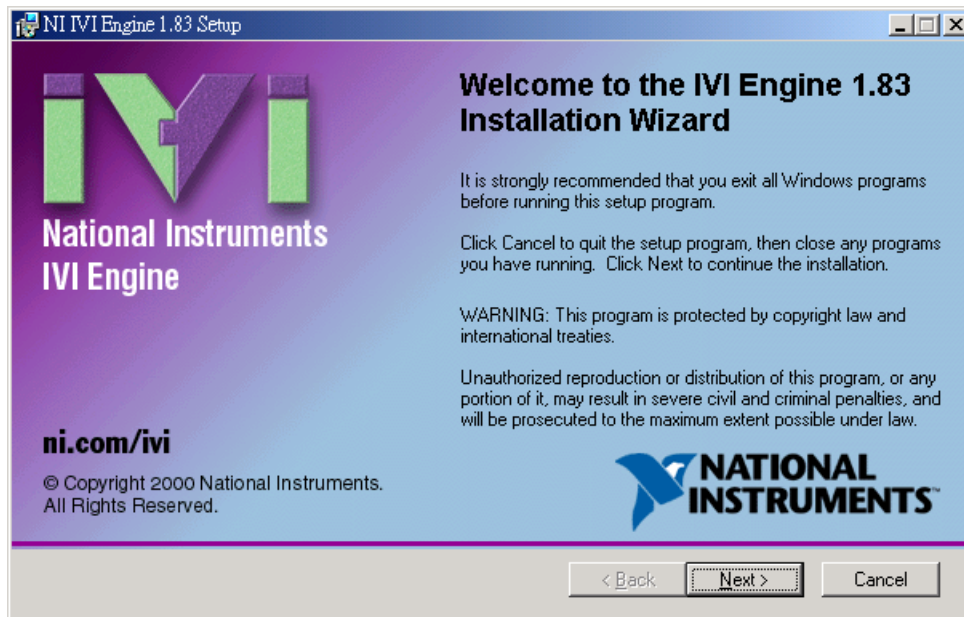 NI IVI Engine 1.83 Setup
IVI
National Instruments
IVI Engine
ni.com/ivi
© Copyright 2000 National Instruments.
All Rights Reserved.
Welcome to the IVI Engine 1.83
Installation Wizard
It is strongly recommended that you exit all Windows programs
before running this setup program.
Click Cancel to quit the setup program, then close any programs
you have running. Click Next to continue the installation.
WARNING: This program is protected by copyright law and
international treaties.
Unauthorized reproduction or distribution of this program, or any
portion of it, may result in severe civil and criminal penalties, and
will be prosecuted to the maximum extent possible under law.
NATIONAL
INSTRUMENTS™
< Back
Next >
Cancel